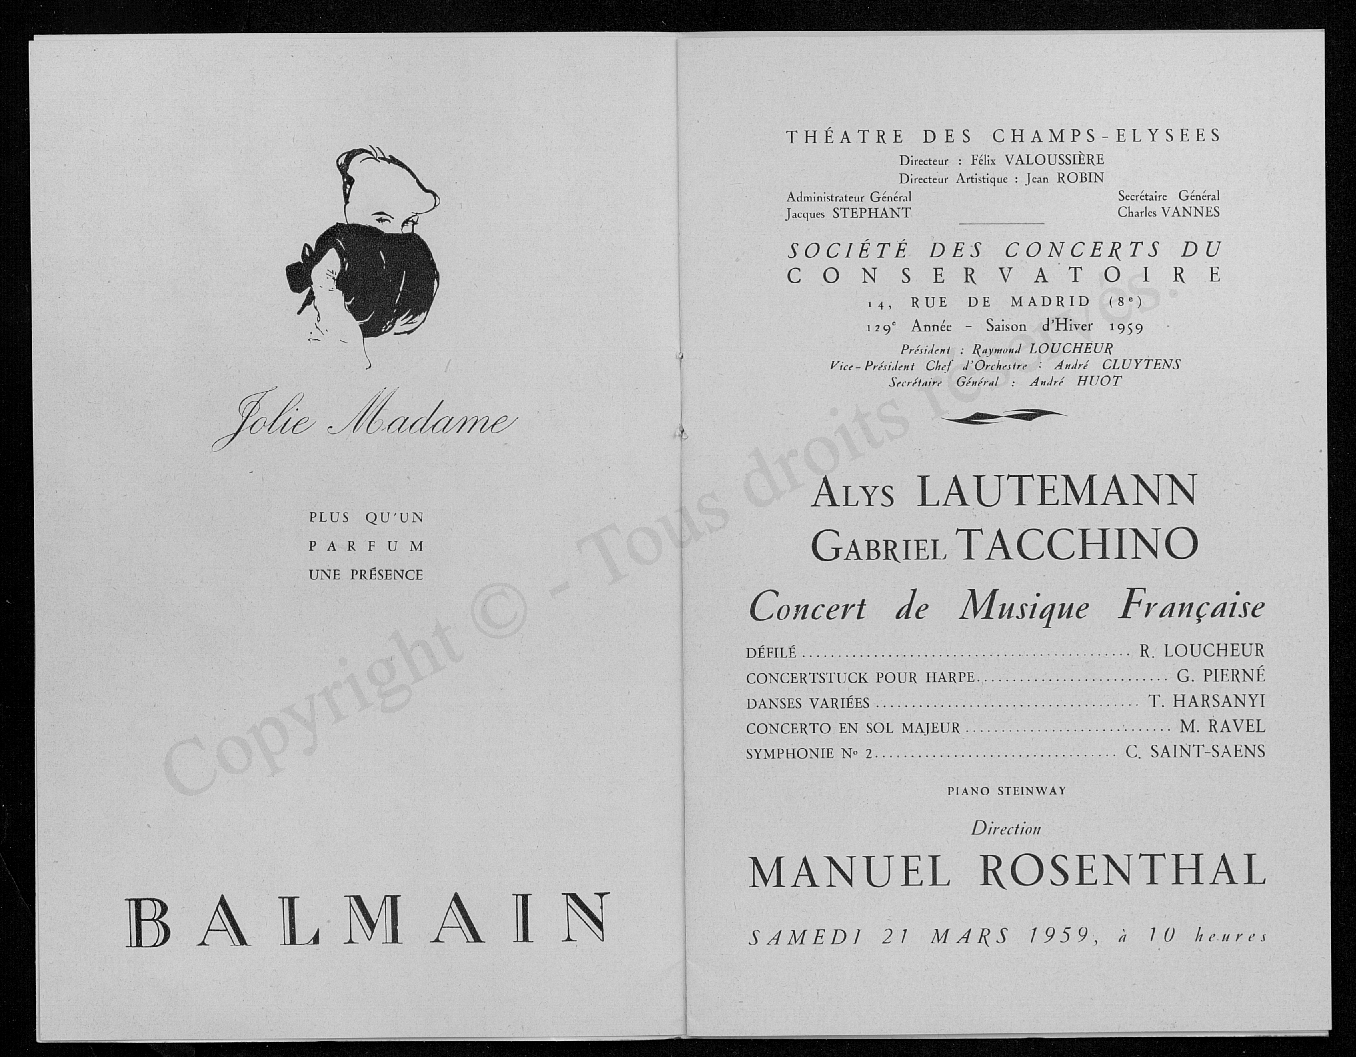 Jolie Madame
PLUS QU'UN
PARFUM
UNE PRÉSENCE
BALMAIN
THÉATRE DES CHAMPS-ELYSEES
Directeur : Félix VALOUSSIÈRE
Directeur Artistique : Jean ROBIN
Administrateur Général Secrétaire Général
Jacques STEPHANT Charles VANNES
SOCIÉTÉ DES CONCERTS DU
CONSERVATOIRE
14, RUE DE MADRID (8e)
129e Année - Saison d'Hiver 1959
Président : Raymond LOUCHEUR
Vice-Président Chef d'Orchestre : André CLUYTENS
Secrétaire Général : André HUOT
ALYS LAUTEMANN
GABRIEL TACCHINO
Concert de Musique Française
DÉFILÉ ........ R. LOUCHEUR
CONCERTSTUCK POUR HARPE ........ G. PIERNÉ
DANSES VARIÉES ........ T. HARSANYI
CONCERTO EN SOL MAJEUR ........ M. RAVEL
SYMPHONIE No 2 ........ C. SAINT-SAENS
PIANO STEINWAY
Direction
MANUEL ROSENTHAL
SAMEDI 21 MARS 1959, à 10 heures
Copyright © - Tous droits réservés.